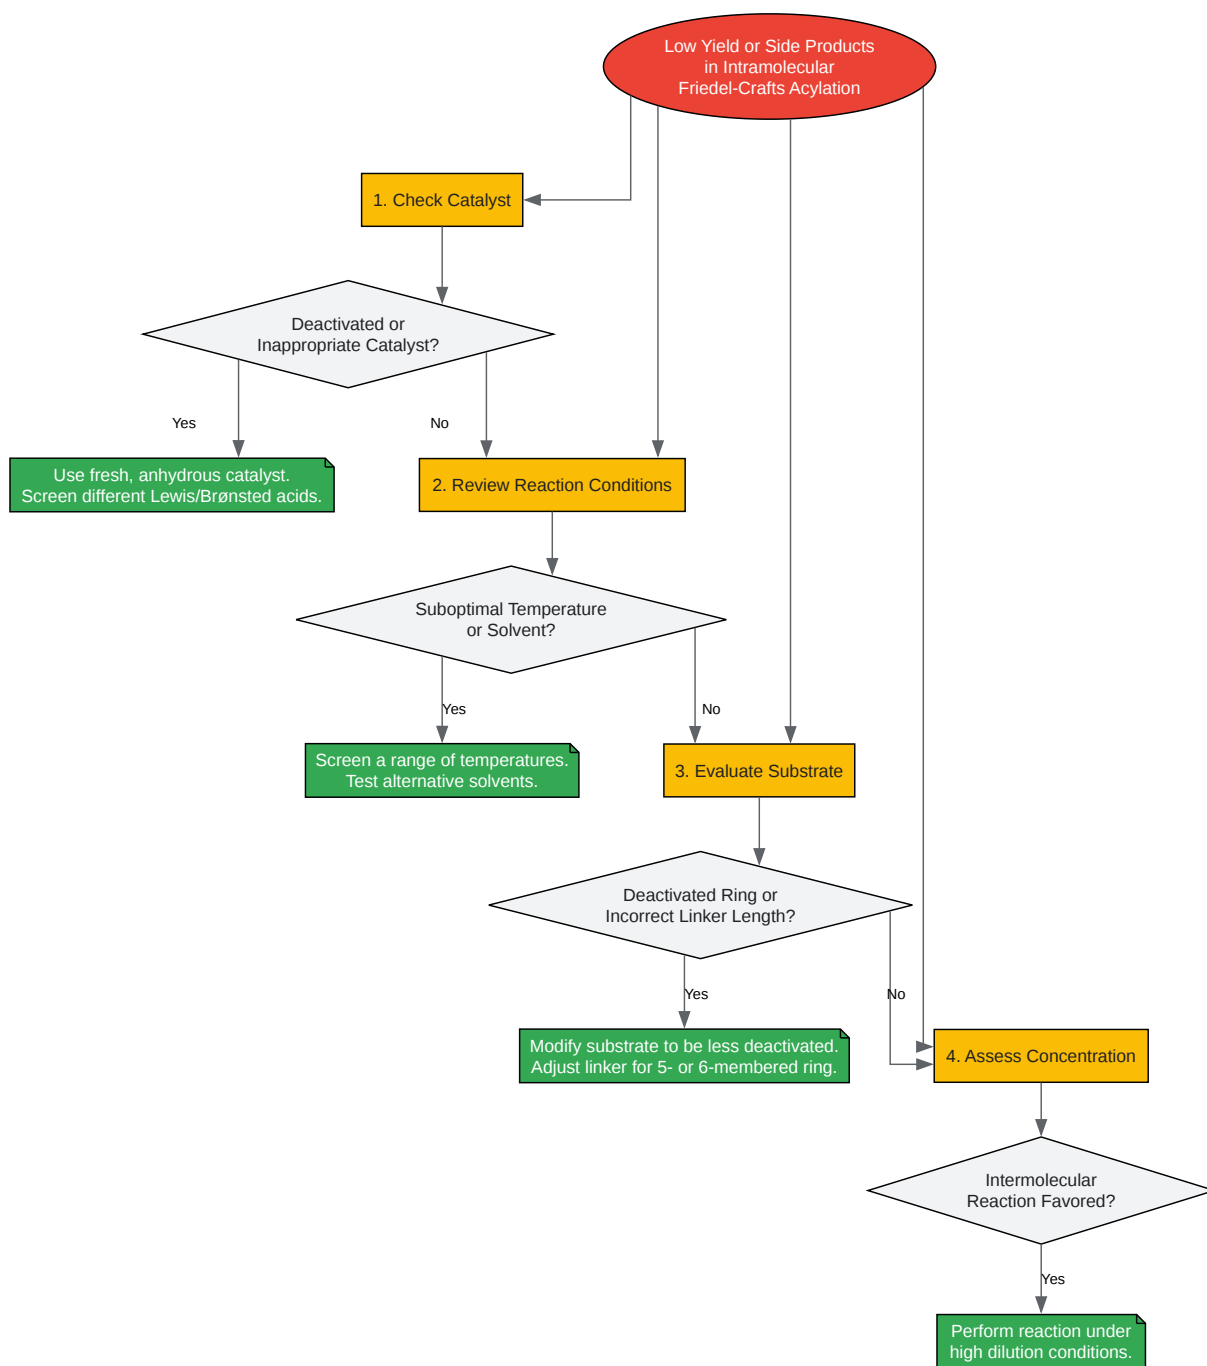 Low Yield or Side Products
in Intramolecular
Friedel-Crafts Acylation
1. Check Catalyst
Deactivated or
Inappropriate Catalyst?
Yes
No
Use fresh, anhydrous catalyst.
Screen different Lewis/Brønsted acids.
2. Review Reaction Conditions
Suboptimal Temperature
or Solvent?
Yes
No
Screen a range of temperatures.
Test alternative solvents.
3. Evaluate Substrate
Deactivated Ring or
Incorrect Linker Length?
Yes
No
Modify substrate to be less deactivated.
Adjust linker for 5- or 6-membered ring.
4. Assess Concentration
Intermolecular
Reaction Favored?
Yes
Perform reaction under
high dilution conditions.